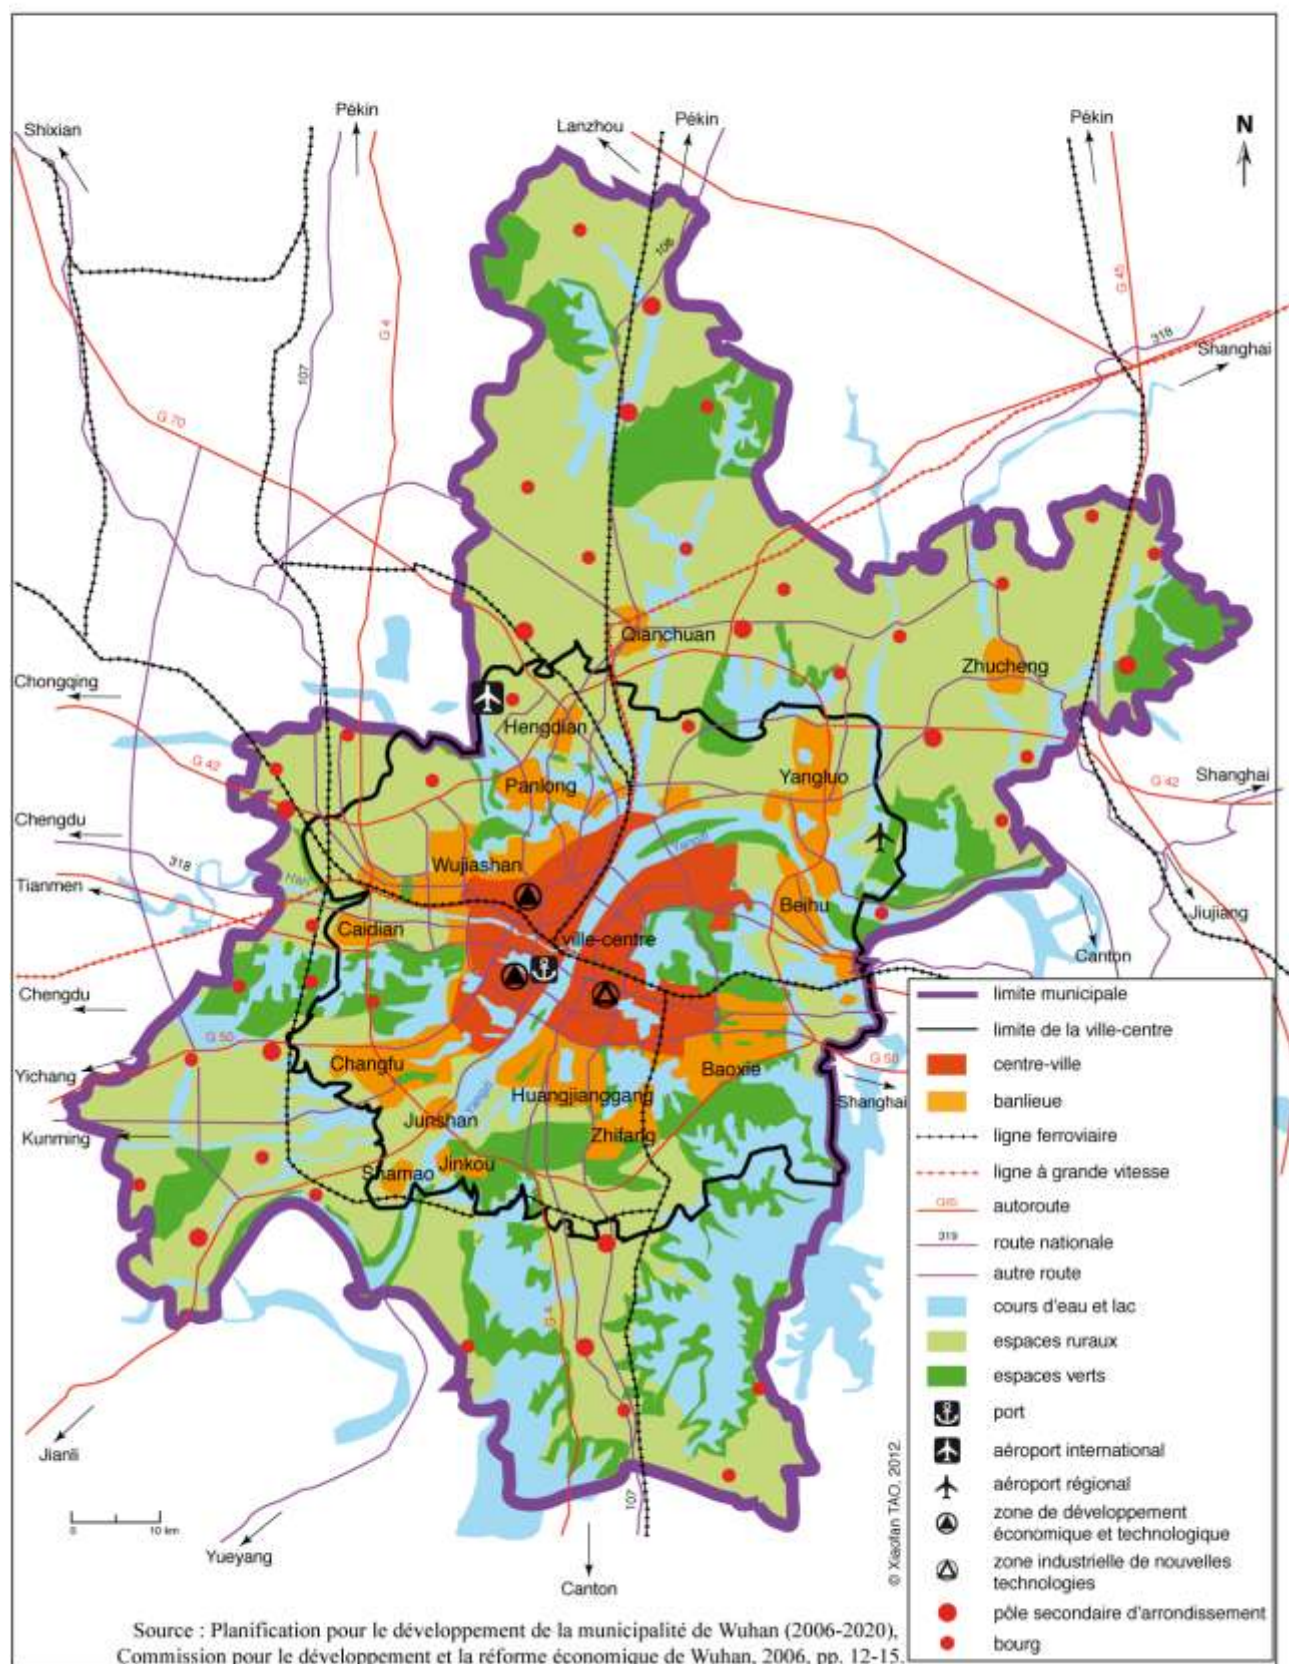 Shixian
Pékin
Lanzhou
Pékin
Pékin
N
106
G 45
G 4
107
318
Shanghai
G 70
Qianchuan
Zhucheng
Chongqing
Hengdian
G 42
Panlong
Yangluo
Shanghai
G 42
Chengdu
318
Wujiashan
Yangzi
Tianmen
Han
Beihu
Jiujiang
Caidian
ville-centre
Canton
Chengdu
G 50
Changfu
Baoxie
G 50
Yichang
Yangzi
Huangjianggang
Shanghai
Junshan
Kunming
Zhifang
Shamao
Jinkou
G 4
Jianli
107
0
10 km
Yueyang
Canton
limite municipale
limite de la ville-centre
centre-ville
banlieue
ligne ferroviaire
ligne à grande vitesse
autoroute
319
route nationale
autre route
cours d'eau et lac
espaces ruraux
espaces verts
port
aéroport international
aéroport régional
zone de développement
économique et technologique
zone industrielle de nouvelles
technologies
pôle secondaire d'arrondissement
bourg
© Xiaofan TAO, 2012.
Source : Planification pour le développement de la municipalité de Wuhan (2006-2020),
Commission pour le développement et la réforme économique de Wuhan, 2006, pp. 12-15.